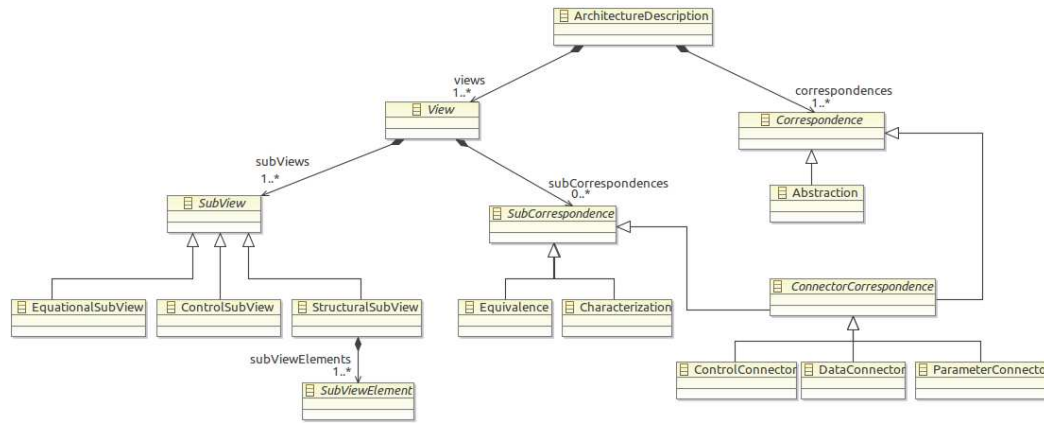 ArchitectureDescription
views
1..*
correspondences
1..*
View
Correspondence
subViews
1..*
subCorrespondences
0..*
Abstraction
SubView
SubCorrespondence
ConnectorCorrespondence
EquationalSubView
ControlSubView
StructuralSubView
Equivalence
Characterization
subViewElements
1..*
SubViewElement
ControlConnector
DataConnector
ParameterConnector